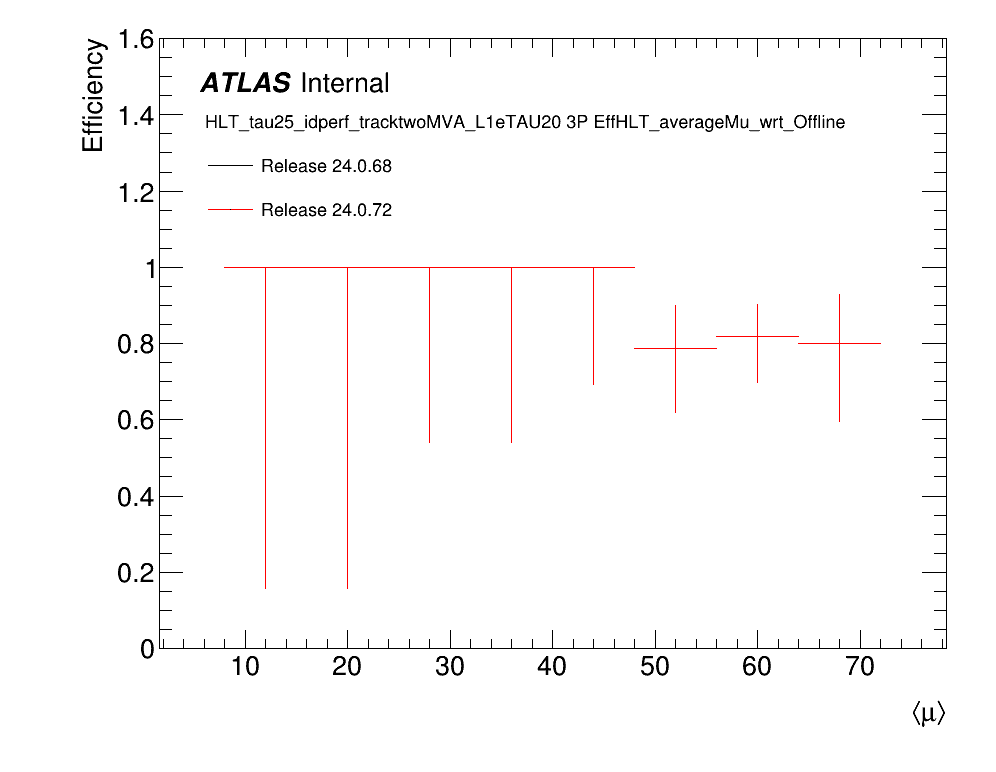 1.6
1.4
1.2
1
0.8
0.6
0.4
0.2
0
Efficiency
ATLAS Internal
HLT_tau25_idperf_tracktwoMVA_L1eTAU20 3P EffHLT_averageMu_wrt_Offline
Release 24.0.68
Release 24.0.72
10 20 30 40 50 60 70
⟨μ⟩